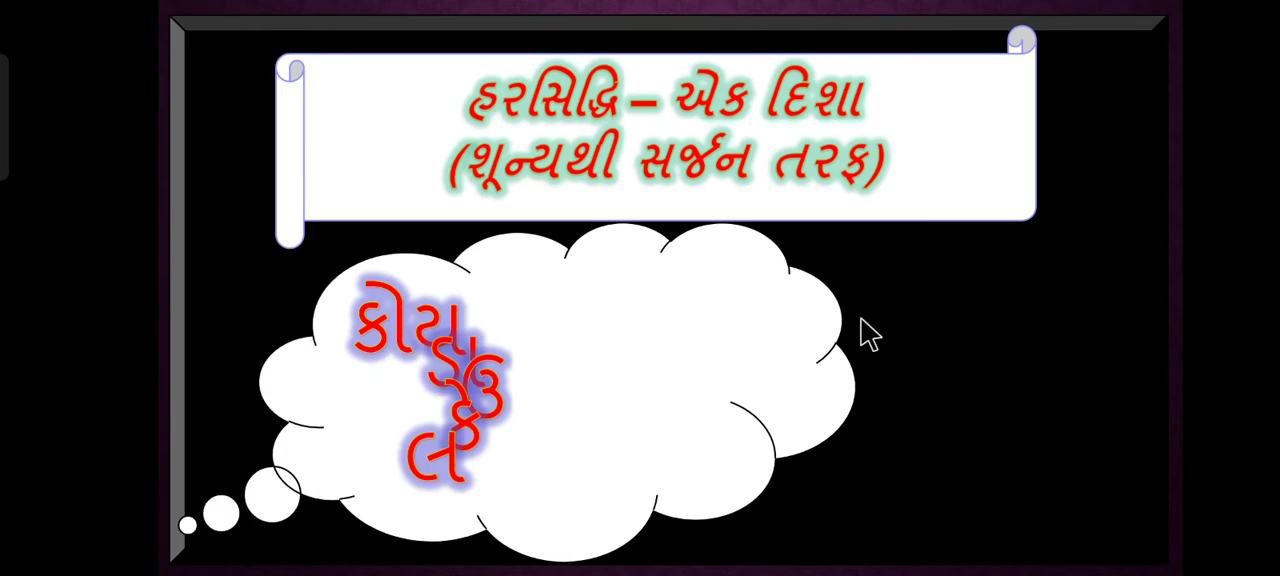 હરસિદ્ધિ – એક દિશા
(શૂન્યથી સર્જન તરફ)
કોયડા ઉકેલ